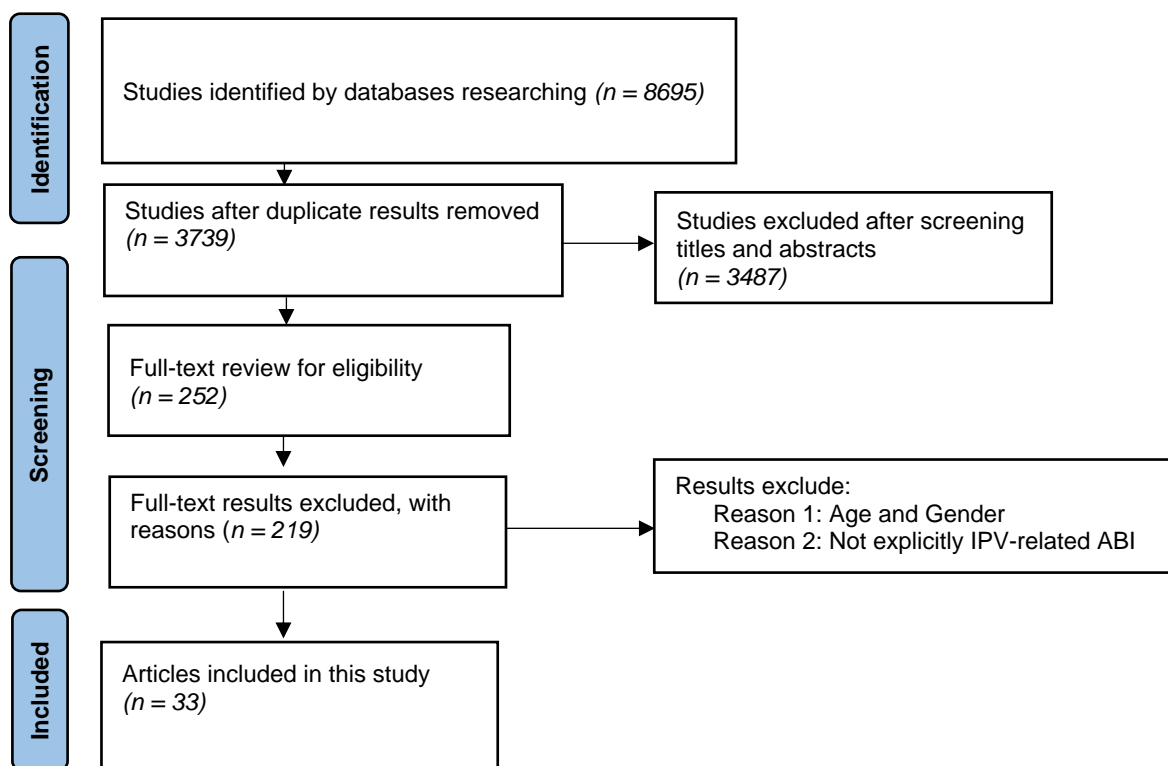 Identification
Studies identified by databases researching (n = 8695)
Studies after duplicate results removed
(n = 3739)
Studies excluded after screening
titles and abstracts
(n = 3487)
Screening
Full-text review for eligibility
(n = 252)
Full-text results excluded, with
reasons (n = 219)
Results exclude:
Reason 1: Age and Gender
Reason 2: Not explicitly IPV-related ABI
Included
Articles included in this study
(n = 33)